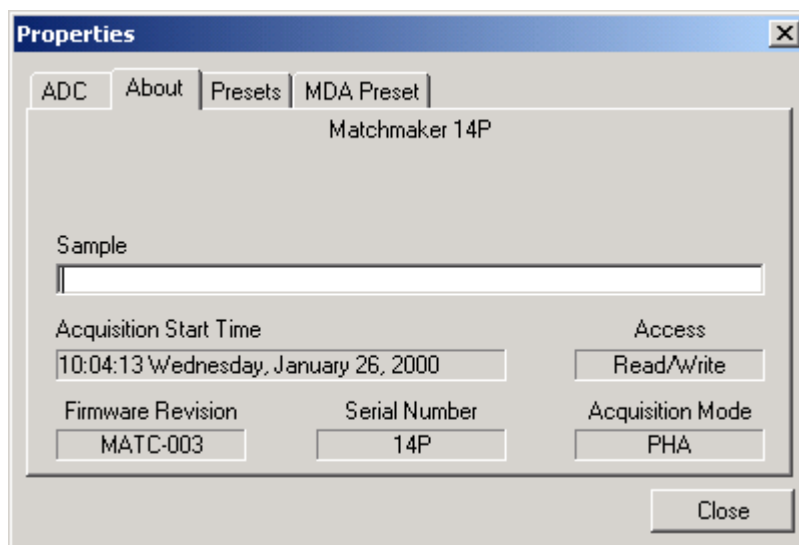 Properties
ADC About Presets MDA Preset
Matchmaker 14P
Sample
Acquisition Start Time Access
10:04:13 Wednesday, January 26, 2000 Read/Write
Firmware Revision Serial Number Acquisition Mode
MATC-003 14P PHA
Close